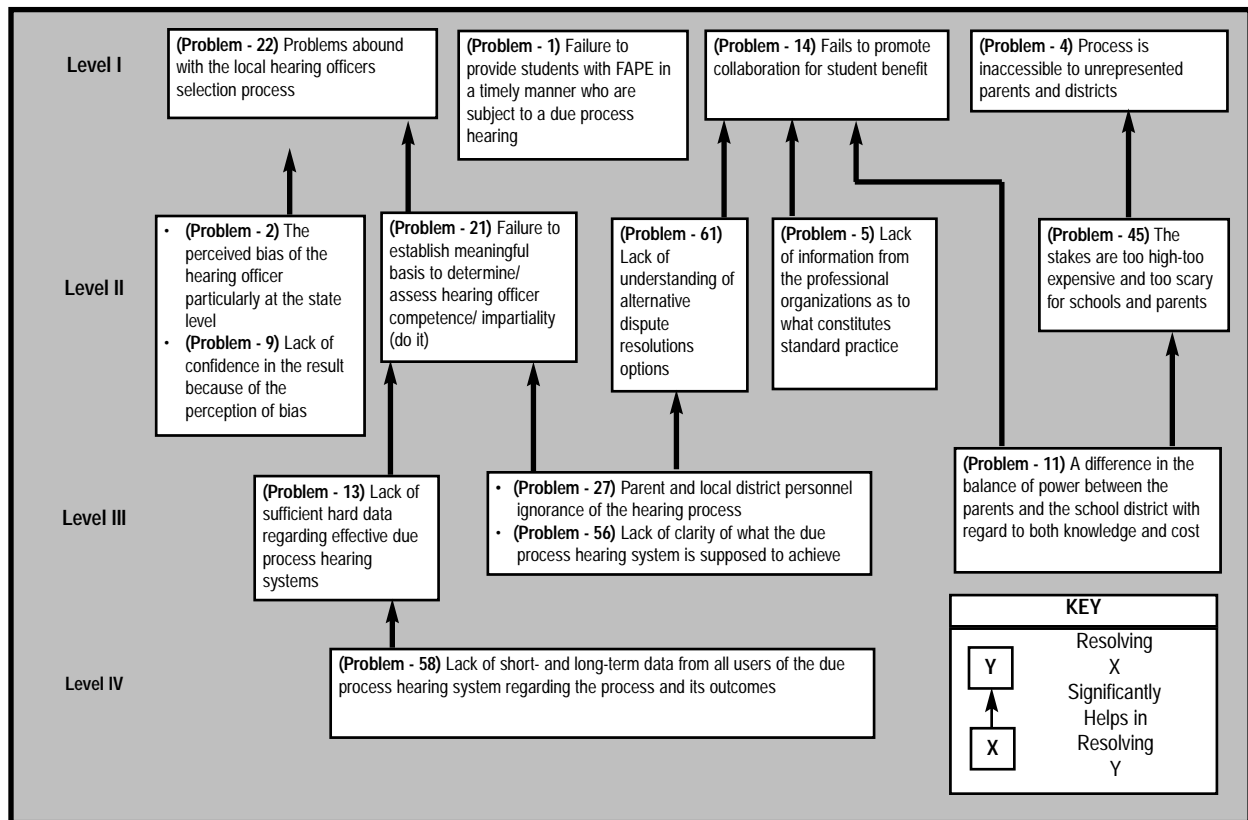 Level I
(Problem - 22) Problems abound
with the local hearing officers
selection process
(Problem - 1) Failure to
provide students with FAPE in
a timely manner who are
subject to a due process
hearing
(Problem - 14) Fails to promote
collaboration for student benefit
(Problem - 4) Process is
inaccessible to unrepresented
parents and districts
Level II
• (Problem - 2) The
perceived bias of the
hearing officer
particularly at the state
level
• (Problem - 9) Lack of
confidence in the result
because of the
perception of bias
(Problem - 21) Failure to
establish meaningful
basis to determine/
assess hearing officer
competence/ impartiality
(do it)
(Problem - 61)
Lack of
understanding of
alternative
dispute
resolutions
options
(Problem - 5) Lack
of information from
the professional
organizations as to
what constitutes
standard practice
(Problem - 45) The
stakes are too high-too
expensive and too scary
for schools and parents
Level III
(Problem - 13) Lack of
sufficient hard data
regarding effective due
process hearing
systems
• (Problem - 27) Parent and local district personnel
ignorance of the hearing process
• (Problem - 56) Lack of clarity of what the due
process hearing system is supposed to achieve
(Problem - 11) A difference in the
balance of power between the
parents and the school district with
regard to both knowledge and cost
Level IV
(Problem - 58) Lack of short- and long-term data from all users of the due
process hearing system regarding the process and its outcomes
KEY
Y
X
Resolving
X
Significantly
Helps in
Resolving
Y